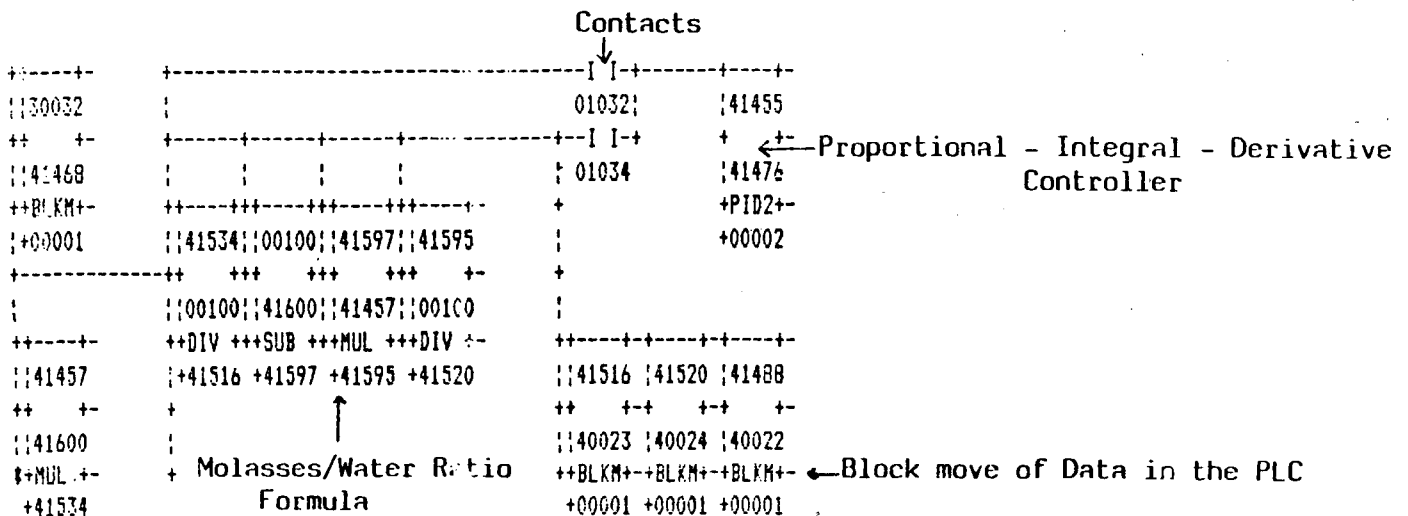 Contacts
++----+- +-----------------------------------I I-+-------+----+-
¦¦30032 ¦ 01032¦ ¦41455
++ +- +-----+------+------+------------+--I I-+ + +- Proportional - Integral - Derivative
¦¦41468 ¦ ¦ ¦ ¦ ¦ 01034 ¦41476 Controller
++BLKM+- ++----+++----+++----+++----+- + +PID2+-
¦+00001 ¦¦41534¦¦00100¦¦41597¦¦41595 ¦ +00002
+-------------++ +++ +++ +++ +- +
¦ ¦¦00100¦¦41600¦¦41457¦¦00100 ¦
++----+- ++DIV +++SUB +++MUL +++DIV +- ++----+-+----+-+----+-
¦¦41457 ¦+41516 +41597 +41595 +41520 ¦¦41516 ¦41520 ¦41488
++ +- + ++ +-+ +-+ +-
¦¦41600 ¦ ¦¦40023 ¦40024 ¦40022
++MUL +- + Molasses/Water Ratio ++BLKM+-+BLKM+-+BLKM+- Block move of Data in the PLC
+41534 Formula +00001 +00001 +00001